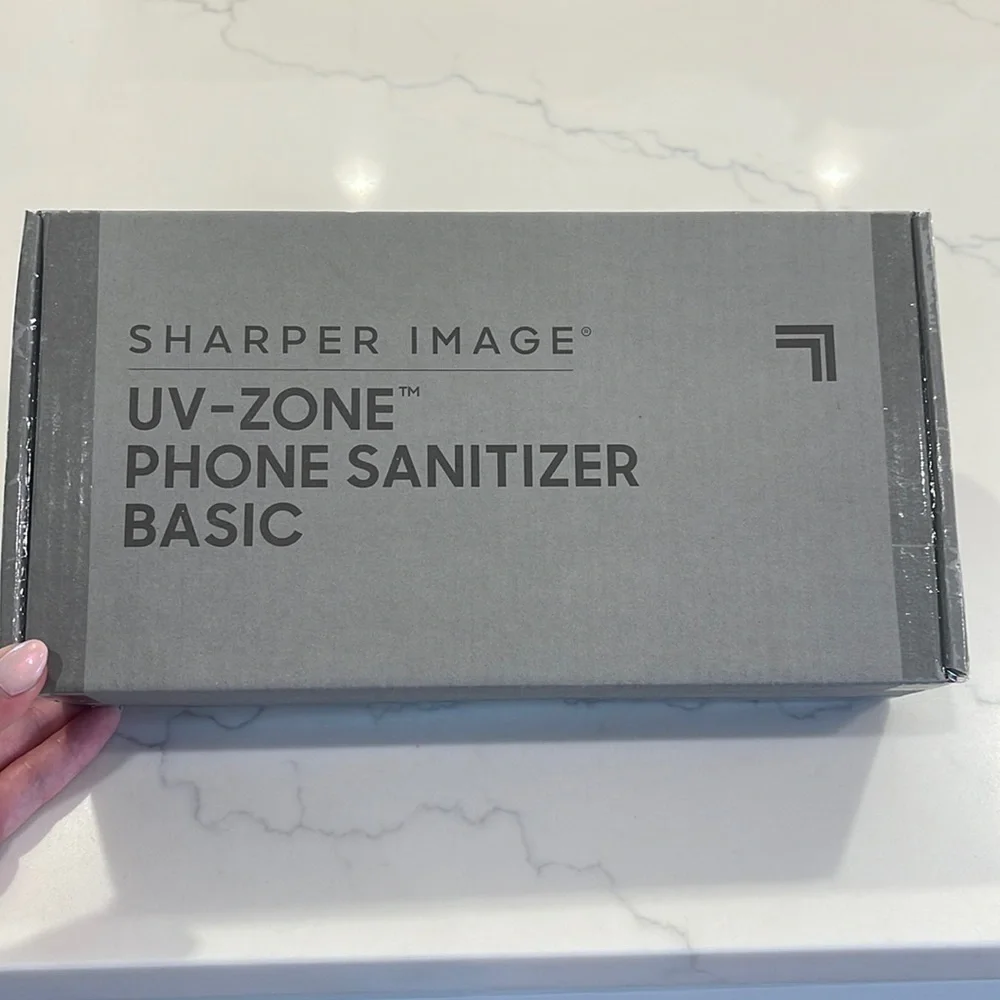 SHARPER IMAGE®
UV-ZONE™
PHONE SANITIZER
BASIC